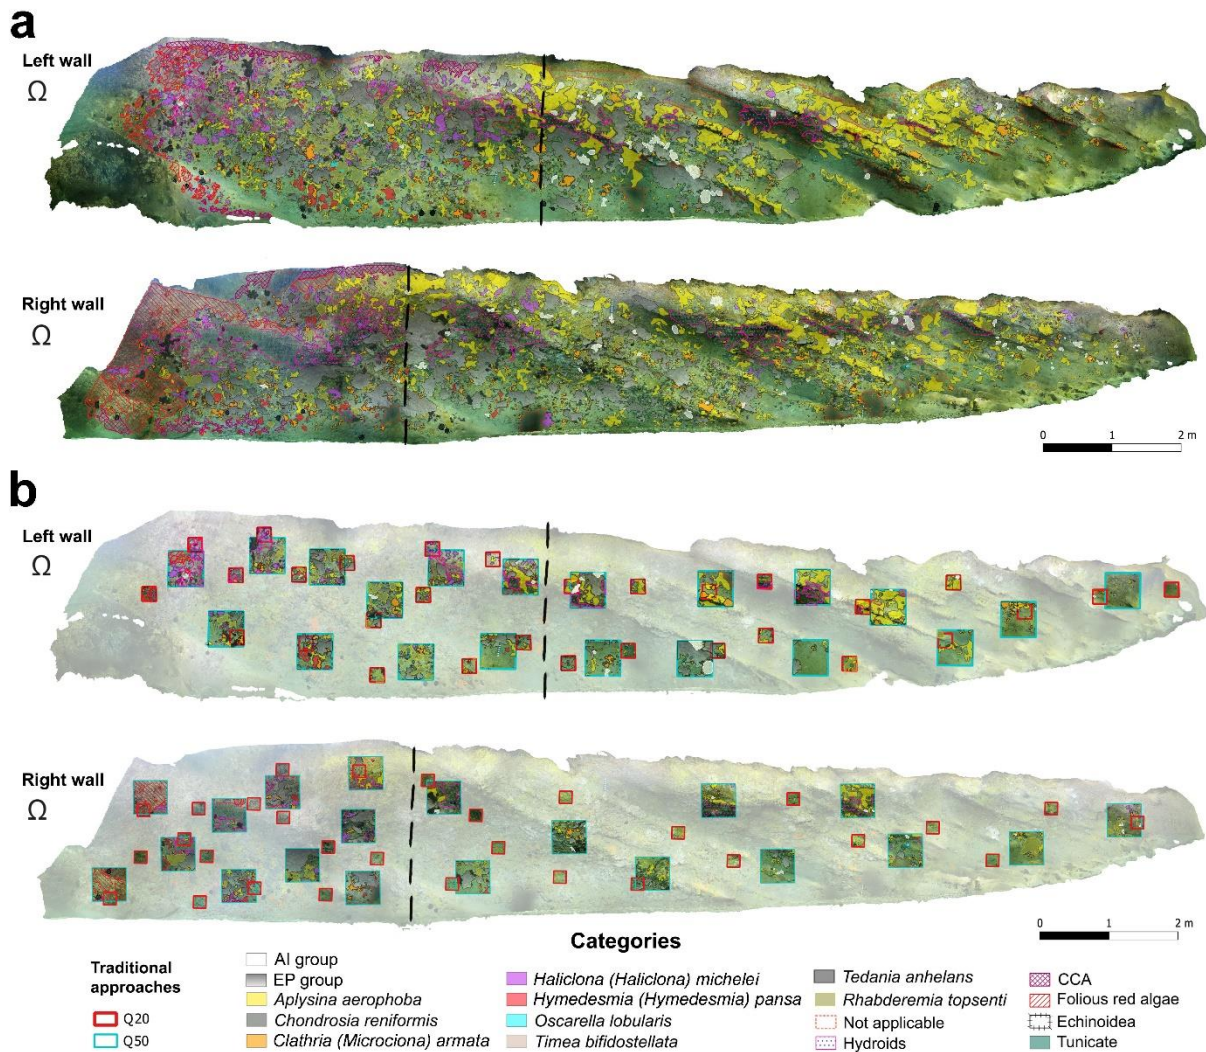 a
Left wall
Ω
Right wall
Ω
0 1 2 m
b
Left wall
Ω
Right wall
Ω
0 1 2 m
Categories
Traditional
approaches
Q20
Q50
AI group
EP group
Aplysina aerophoba
Chondrosia reniformis
Clathria (Microciona) armata
Haliclona (Haliclona) michelei
Hymedesmia (Hymedesmia) pansa
Oscarella lobularis
Timea bifidostellata
Tedania anhelans
Rhabderemia topsenti
Not applicable
Hydroids
CCA
Folious red algae
Echinoidea
Tunicate